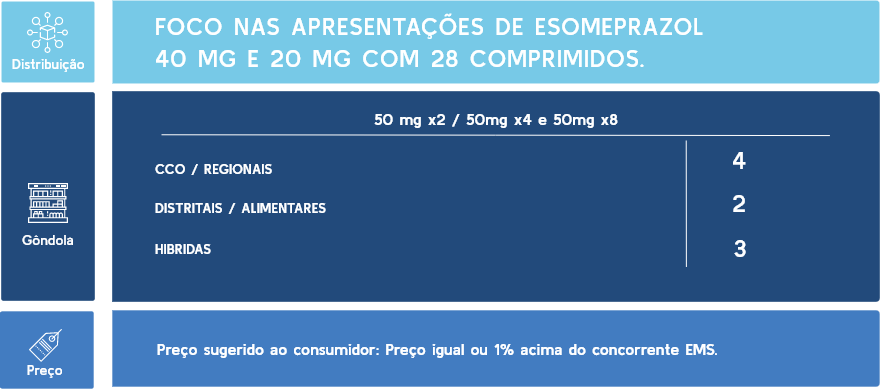 FOCO NAS APRESENTAÇÕES DE ESOMEPRAZOL
40 MG E 20 MG COM 28 COMPRIMIDOS.
Distribuição
50 mg x2 / 50mg x4 e 50mg x8
CCO / REGIONAIS 4
DISTRITAIS / ALIMENTARES 2
HIBRIDAS 3
Gôndola
Preço sugerido ao consumidor: Preço igual ou 1% acima do concorrente EMS.
Preço